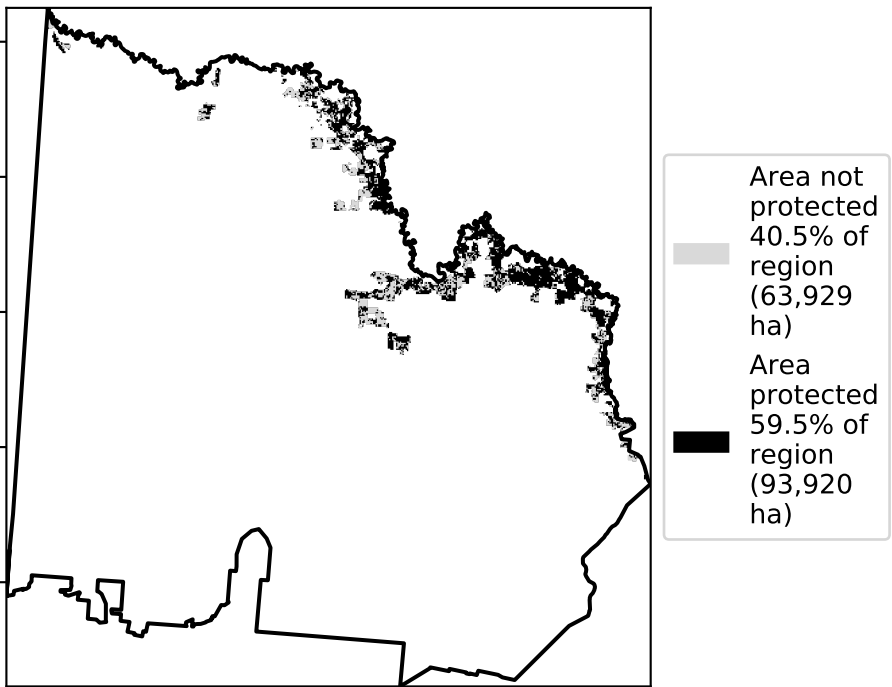 Area not
protected
40.5% of
region
(63,929
ha)
Area
protected
59.5% of
region
(93,920
ha)